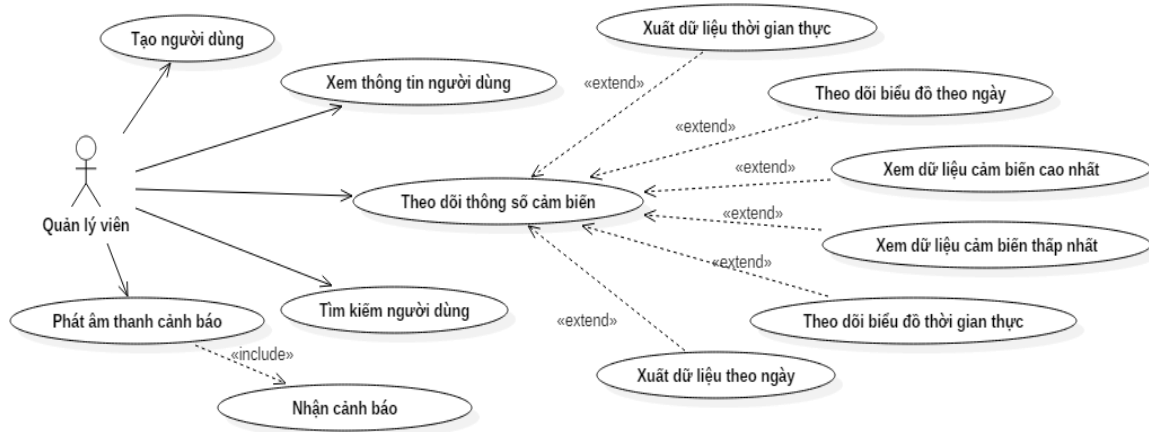 Xuất dữ liệu thời gian thực
Tạo người dùng
«extend»
Xem thông tin người dùng
Theo dõi biểu đồ theo ngày
«extend»
«extend»
Xem dữ liệu cảm biến cao nhất
Theo dõi thông số cảm biến
«extend»
Quản lý viên
Xem dữ liệu cảm biến thấp nhất
«extend»
Tìm kiếm người dùng
Phát âm thanh cảnh báo
«extend»
Theo dõi biểu đồ thời gian thực
«include»
Xuất dữ liệu theo ngày
Nhận cảnh báo